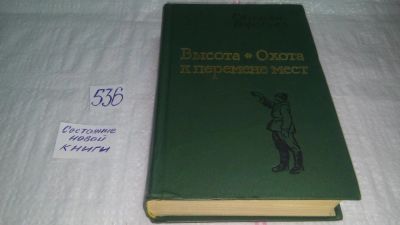 Высота • Охота
к перемене мест
536
Состояние
новой
книги